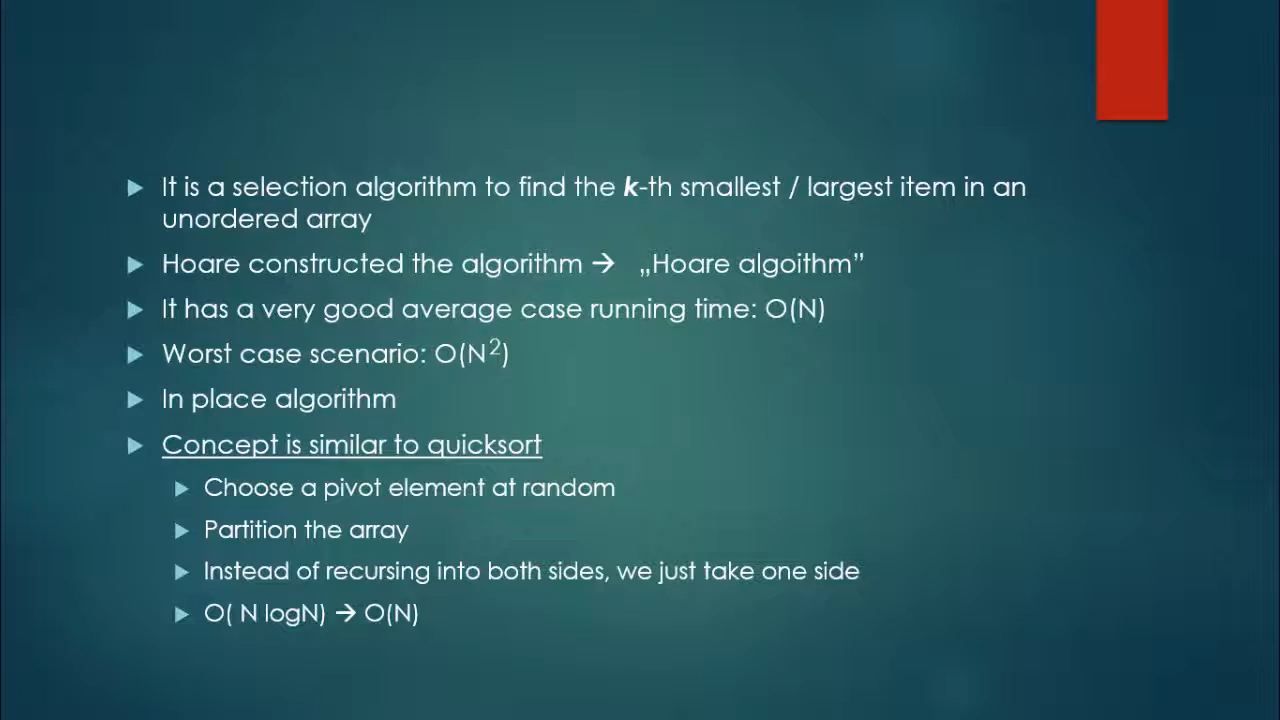 It is a selection algorithm to find the k-th smallest / largest item in an
unordered array
Hoare constructed the algorithm → „Hoare algoithm”
It has a very good average case running time: O(N)
Worst case scenario: O(N²)
In place algorithm
Concept is similar to quicksort
Choose a pivot element at random
Partition the array
Instead of recursing into both sides, we just take one side
O( N logN) → O(N)